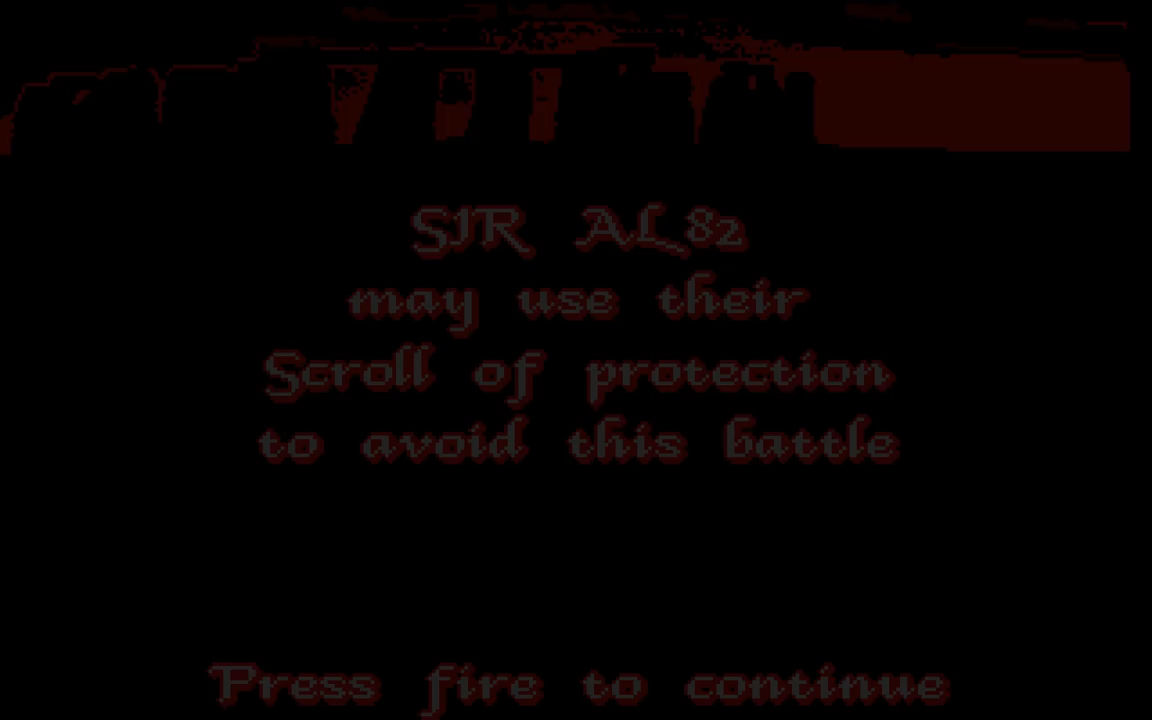 SIR AL82
may use their
Scroll of protection
to avoid this battle
Press fire to continue